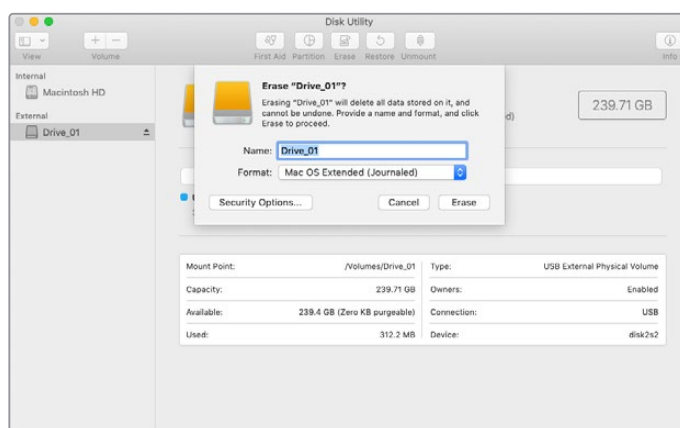 Disk Utility
View
Volume
First Aid Partition Erase Restore Unmount
Info
Internal
Macintosh HD
External
Drive_01
Erase "Drive_01"?
Erasing "Drive_01" will delete all data stored on it, and
cannot be undone. Provide a name and format, and click
Erase to proceed.
d)
239.71 GB
Name: Drive_01
Format: Mac OS Extended (Journaled)
Security Options... Cancel Erase
Mount Point: /Volumes/Drive_01 Type: USB External Physical Volume
Capacity: 239.71 GB Owners: Enabled
Available: 239.4 GB (Zero KB purgeable) Connection: USB
Used: 312.2 MB Device: disk2s2